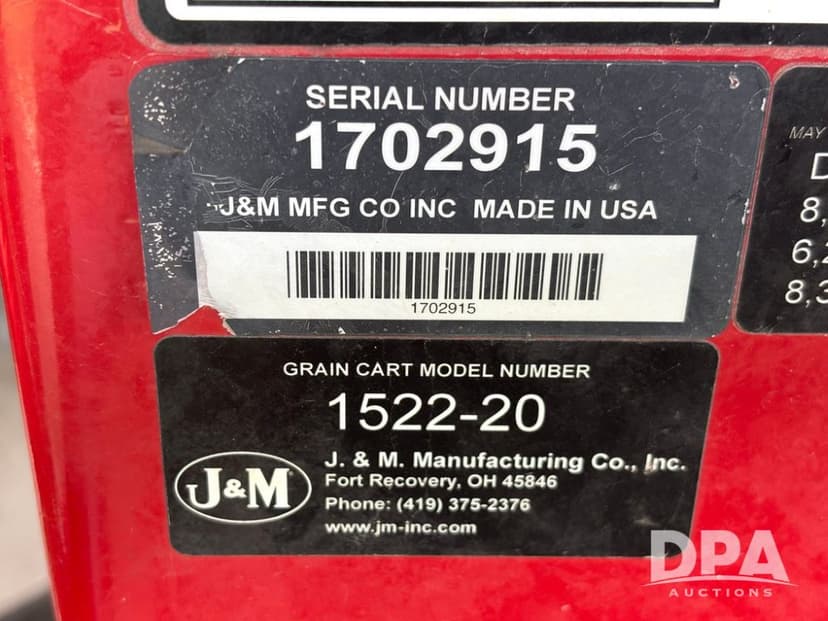 SERIAL NUMBER
1702915
J&M MFG CO INC MADE IN USA
1702915
GRAIN CART MODEL NUMBER
1522-20
J&M
J. & M. Manufacturing Co., Inc.
Fort Recovery, OH 45846
Phone: (419) 375-2376
www.jm-inc.com
MAY
8,
6,2
8,3
DPA
AUCTIONS